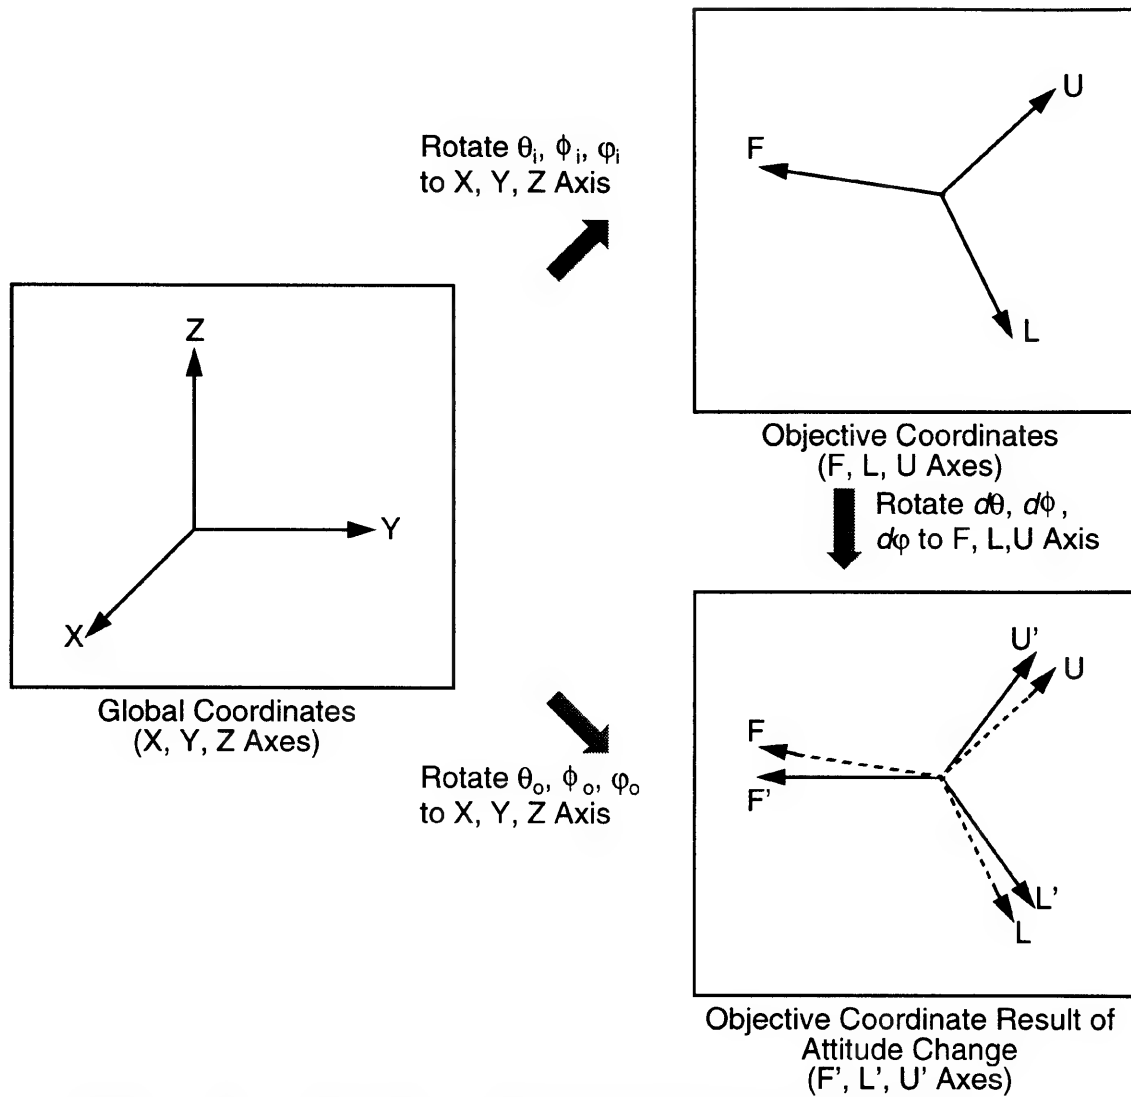 U
F
L
Objective Coordinates
(F, L, U Axes)
Rotate θi, ϕi, φi
to X, Y, Z Axis
Z
Y
X
Global Coordinates
(X, Y, Z Axes)
Rotate dθ, dϕ,
dφ to F, L,U Axis
Rotate θo, ϕo, φo
to X, Y, Z Axis
U'
U
F
F'
L'
L
Objective Coordinate Result of
Attitude Change
(F', L', U' Axes)